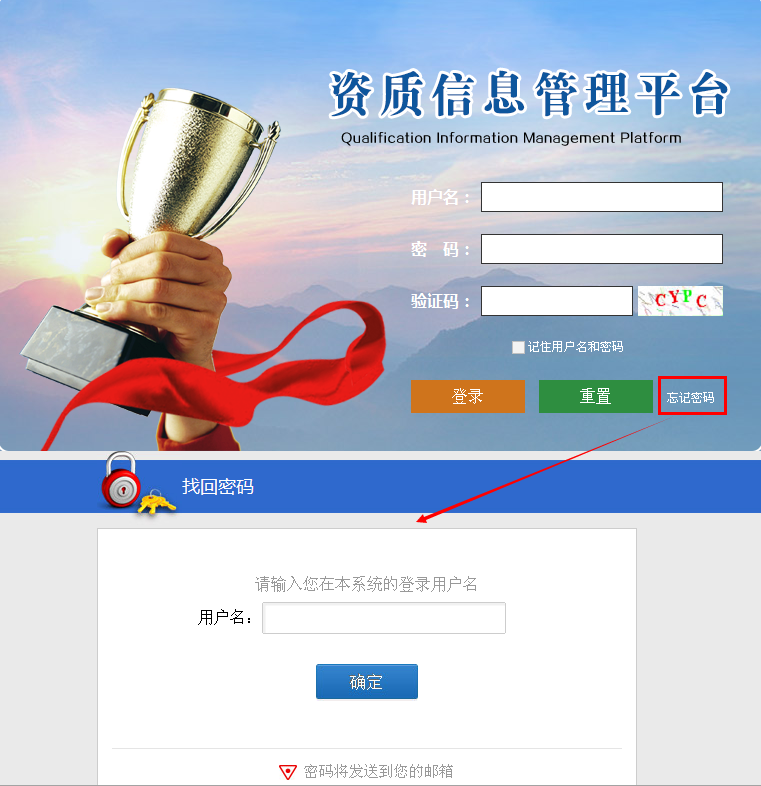 资质信息管理平台
Qualification Information Management Platform
用户名：
密　码：
验证码：
CYPC
记住用户名和密码
登录 重置 忘记密码
找回密码
请输入您在本系统的登录用户名
用户名：
确定
密码将发送到您的邮箱